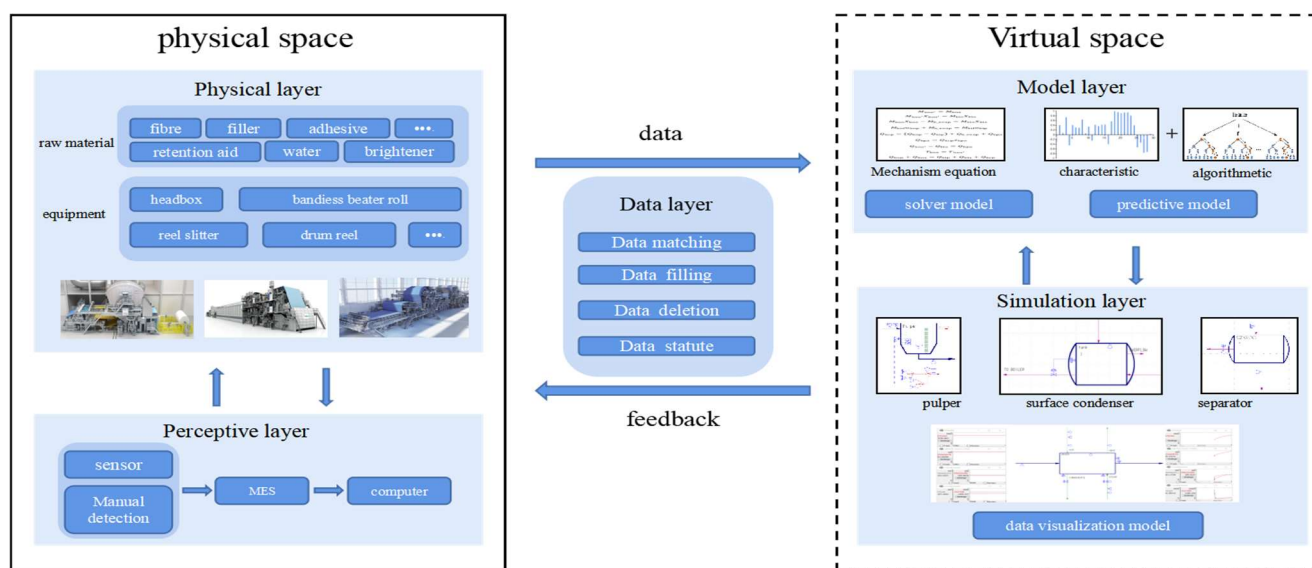 physical space
Physical layer
raw material
fibre
filler
adhesive
•••
retention aid
water
brightener
equipment
headbox
bandiess beater roll
reel slitter
drum reel
•••
Perceptive layer
sensor
Manual
detection
MES
computer
data
Data layer
Data matching
Data filling
Data deletion
Data statute
feedback
Virtual space
Model layer
+
Mechanism equation
characteristic
algorithmetic
solver model
predictive model
Simulation layer
pulper
surface condenser
separator
data visualization model